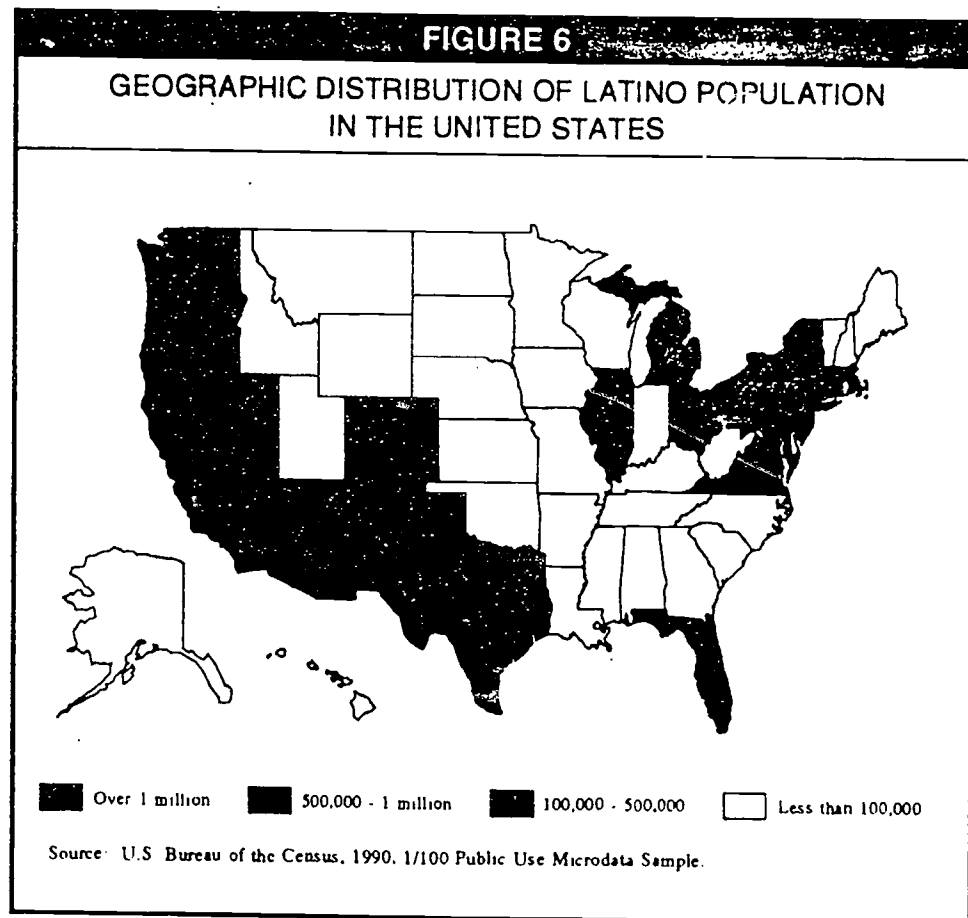 FIGURE 6
GEOGRAPHIC DISTRIBUTION OF LATINO POPULATION
IN THE UNITED STATES
Over 1 million
500,000 - 1 million
100,000 - 500,000
Less than 100,000
Source: U.S Bureau of the Census, 1990, 1/100 Public Use Microdata Sample.